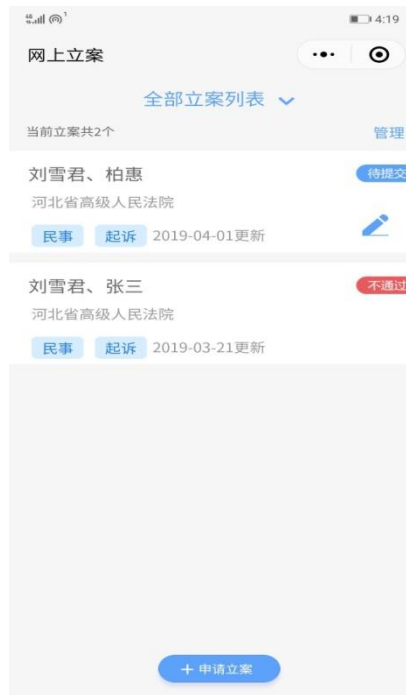 4:19
网上立案
全部立案列表
当前立案共2个 管理
刘雪君、柏惠 待提交
河北省高级人民法院
民事 起诉 2019-04-01更新
刘雪君、张三 不通过
河北省高级人民法院
民事 起诉 2019-03-21更新
+ 申请立案